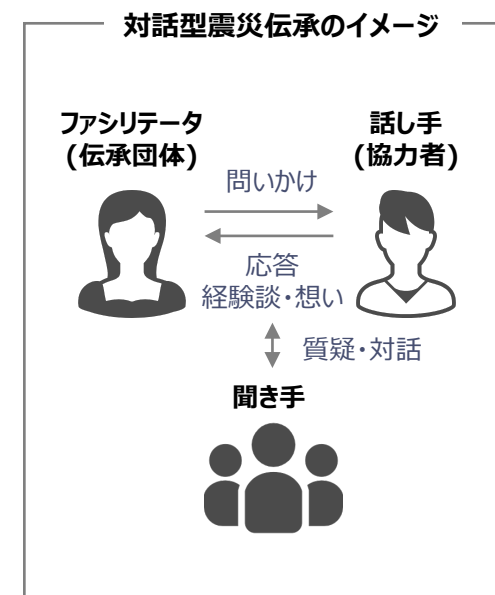 対話型震災伝承のイメージ
ファシリテータ
(伝承団体)
話し手
(協力者)
問いかけ
応答
経験談・想い
質疑・対話
聞き手